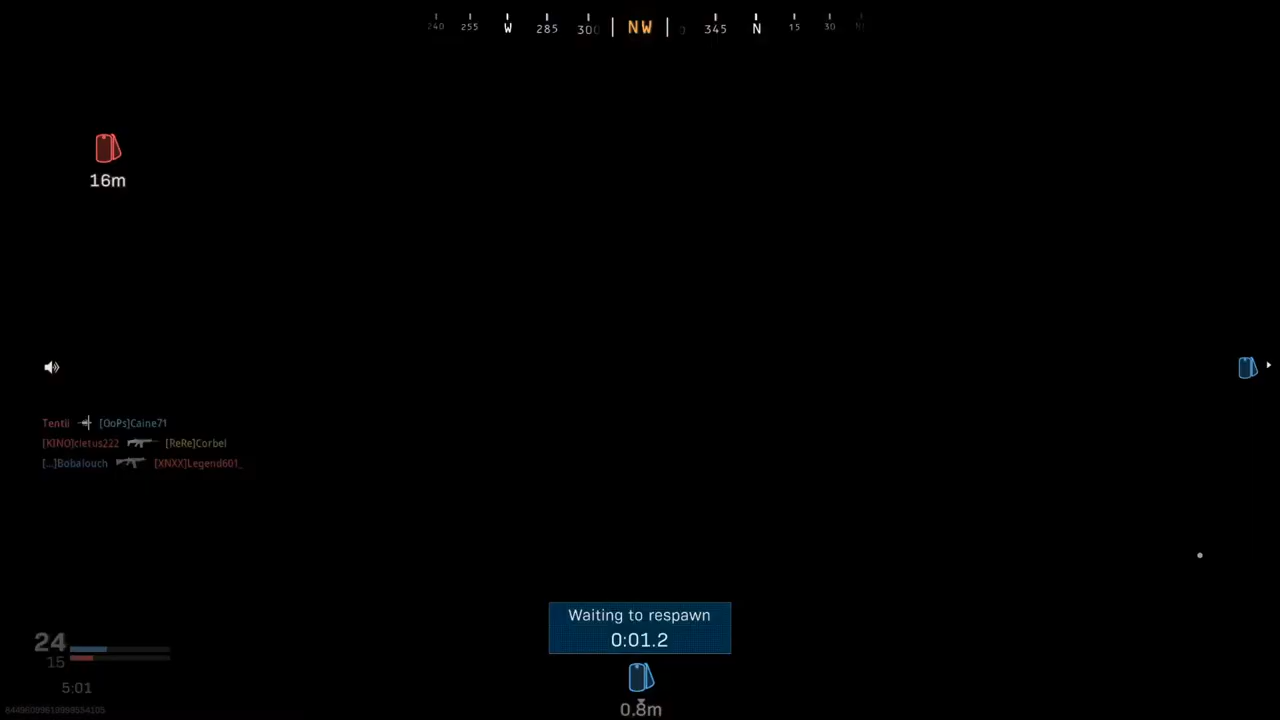 240 255 W 285 300 NW 0 345 N 15 30
16m
Tentii [OoPs]Caine71
[KINO]cletus222 [ReRe]Corbel
[...]Bobalouch [XNXX]Legend601_
Waiting to respawn
0:01.2
24
15
5:01
0.8m